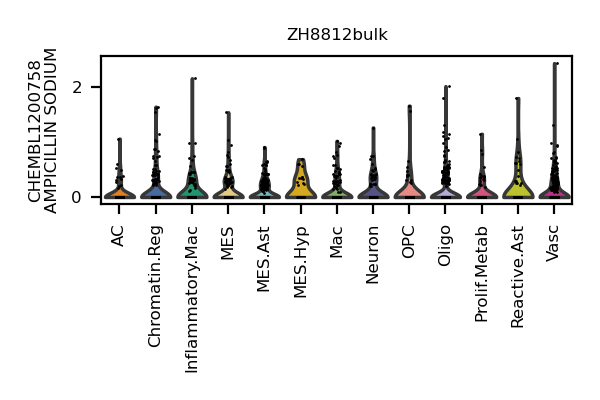 ZH8812bulk
CHEMBL1200758
AMPICILLIN SODIUM
2
0
AC
Chromatin.Reg
Inflammatory.Mac
MES
MES.Ast
MES.Hyp
Mac
Neuron
OPC
Oligo
Prolif.Metab
Reactive.Ast
Vasc